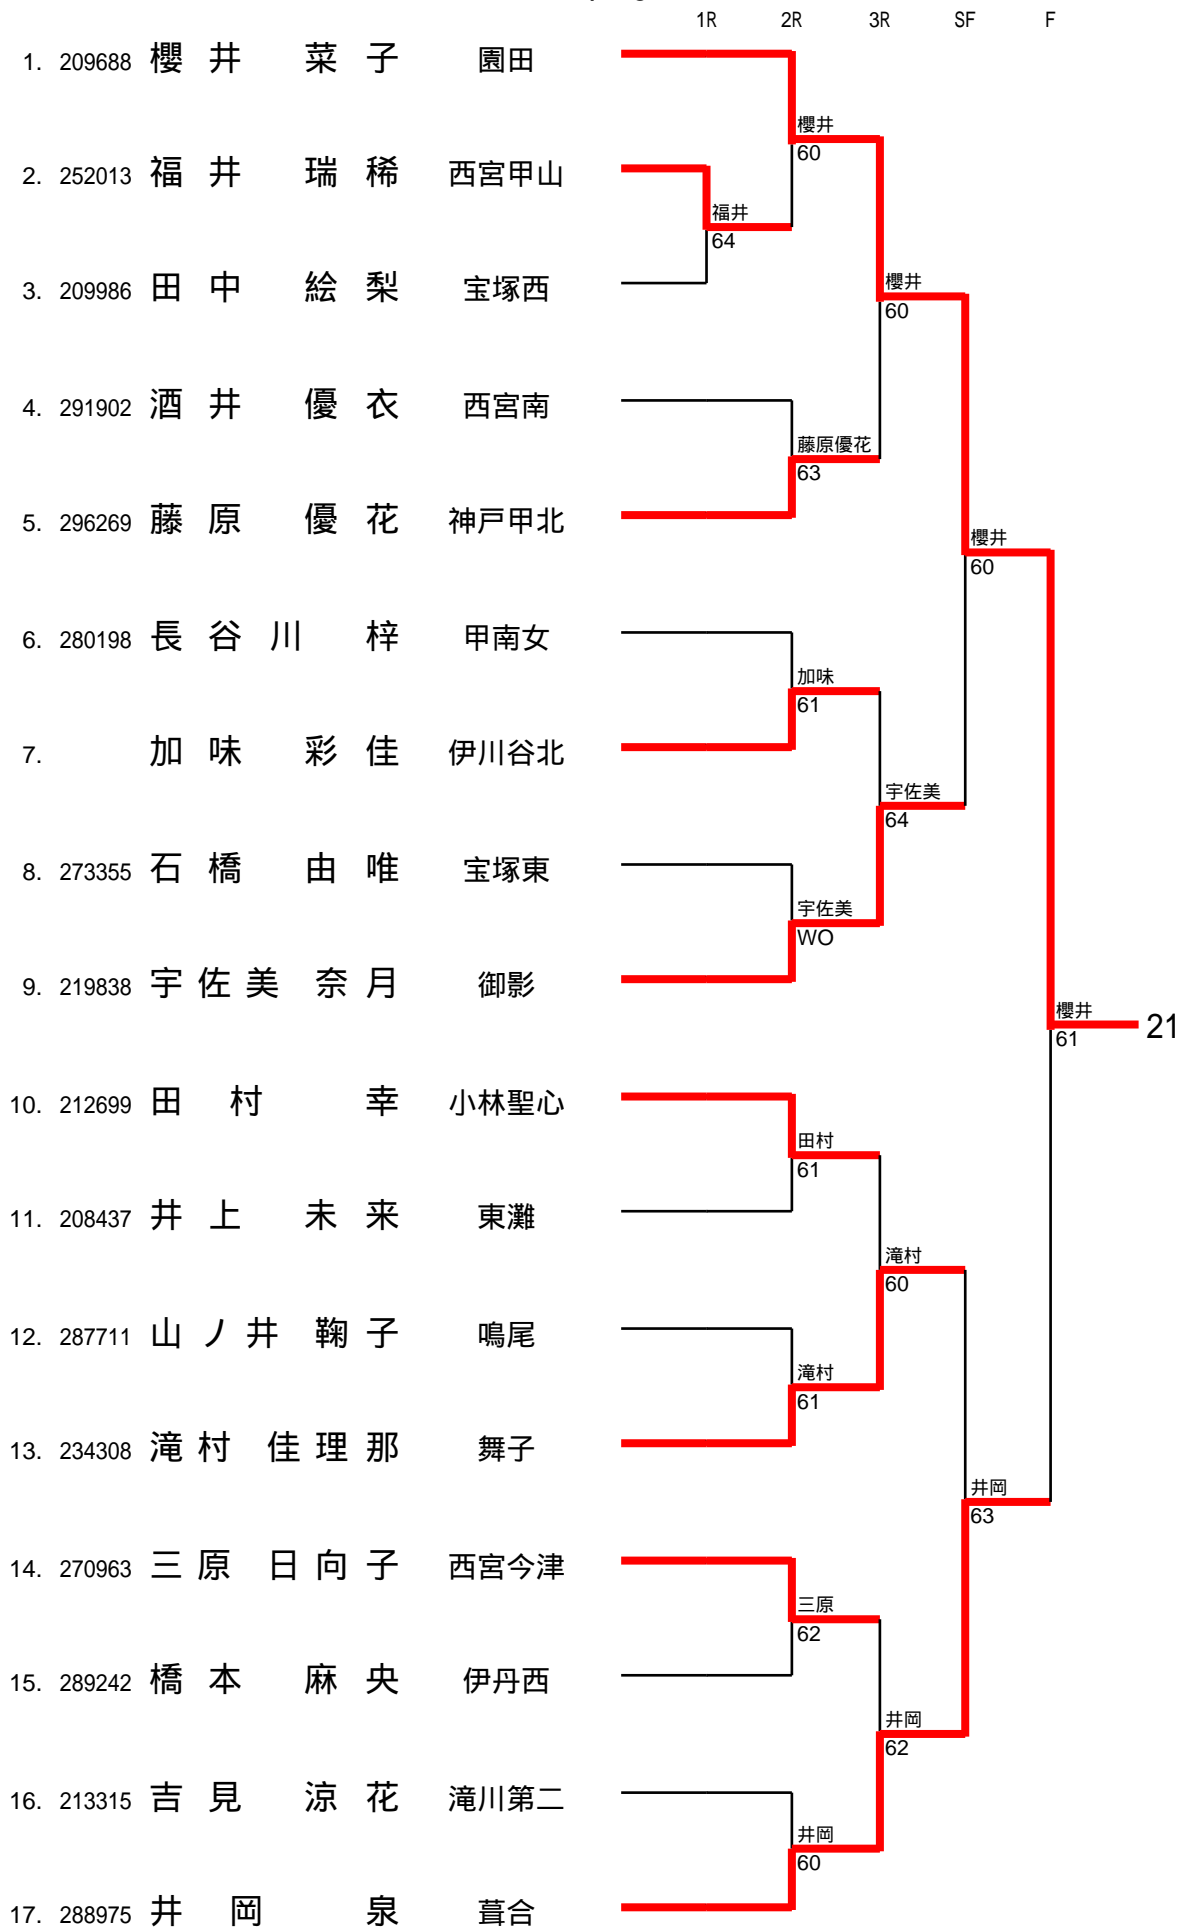 1R 2R 3R SF F
1. 209688 櫻井 菜子 園田
櫻井
60
2. 252013 福井 瑞稀 西宮甲山
福井
64
3. 209986 田中 絵梨 宝塚西
櫻井
60
4. 291902 酒井 優衣 西宮南
藤原優花
63
5. 296269 藤原 優花 神戸甲北
櫻井
60
6. 280198 長谷川 梓 甲南女
加味
61
7. 加味 彩佳 伊川谷北
宇佐美
64
8. 273355 石橋 由唯 宝塚東
宇佐美
WO
9. 219838 宇佐美 奈月 御影
櫻井
61
21
10. 212699 田村 幸 小林聖心
田村
61
11. 208437 井上 未来 東灘
滝村
60
12. 287711 山ノ井 鞠子 鳴尾
滝村
61
13. 234308 滝村 佳理那 舞子
井岡
63
14. 270963 三原 日向子 西宮今津
三原
62
15. 289242 橋本 麻央 伊丹西
井岡
62
16. 213315 吉見 涼花 滝川第二
井岡
60
17. 288975 井岡 泉 葺合